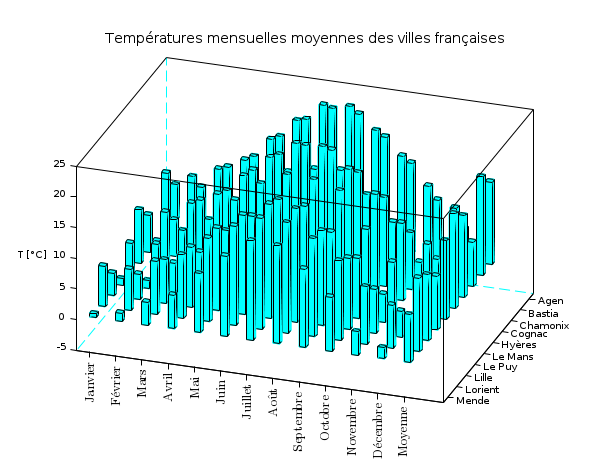 Températures mensuelles moyennes des villes françaises
25
20
15
T [°C]
10
5
0
-5
Janvier
Février
Mars
Avril
Mai
Juin
Juillet
Août
Septembre
Octobre
Novembre
Décembre
Moyenne
Agen
Bastia
Chamonix
Cognac
Hyères
Le Mans
Le Puy
Lille
Lorient
Mende